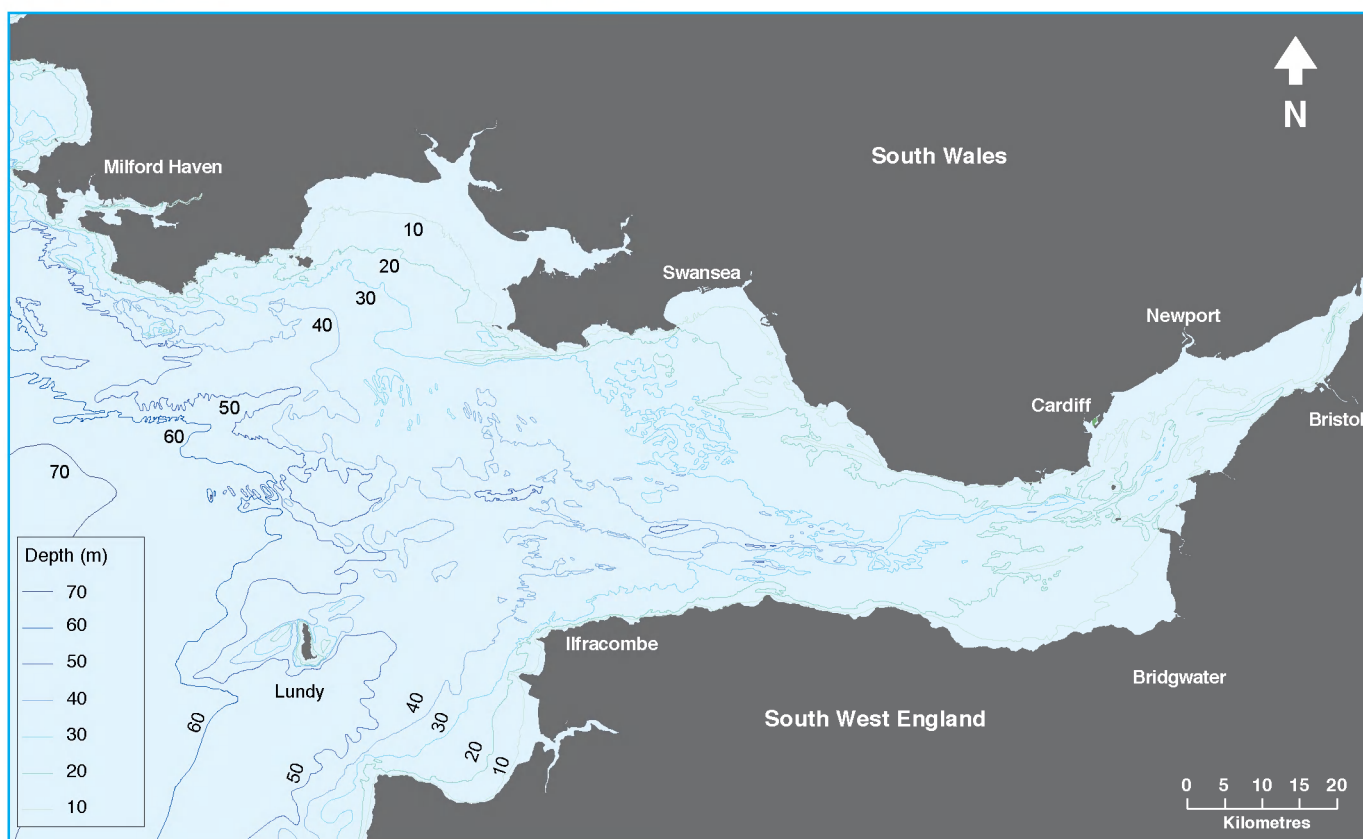 N
South Wales
Milford Haven
10
20
Swansea
30
40
Newport
50
Cardiff
60
Bristol
70
Depth (m)
70
60
50
40
30
20
10
Ilfracombe
Lundy
Bridgwater
40
30
20
10
60
50
South West England
0 5 10 15 20
Kilometres